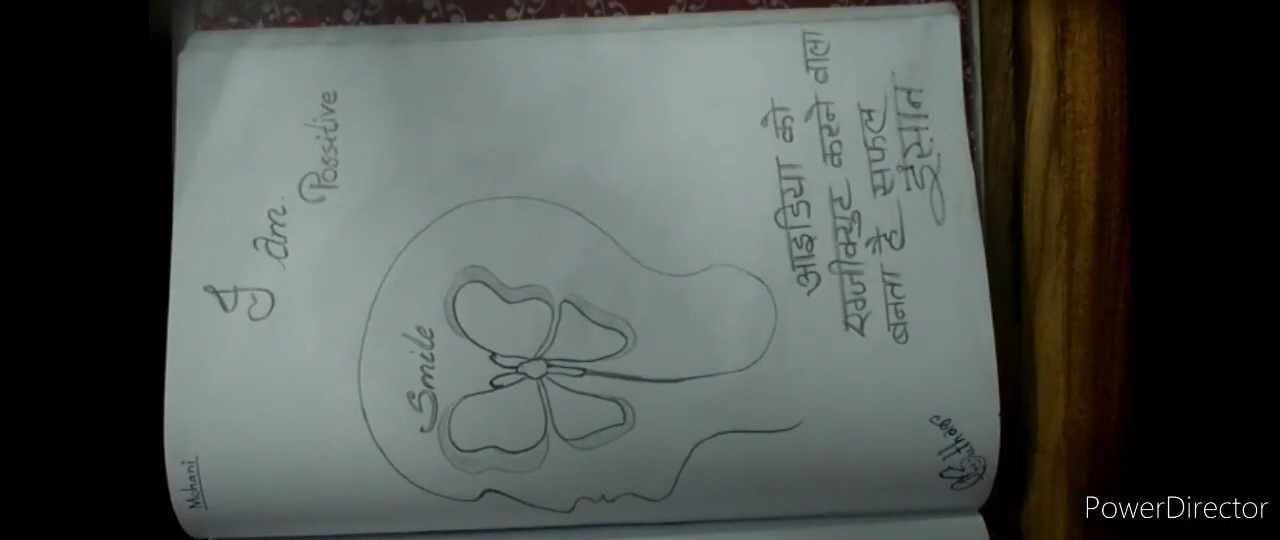 Mohani
I
am.
Possitive
Smile
आइडिया को
एग्जीक्युट करने वाला
बनता है सफल
इंसान
PowerDirector